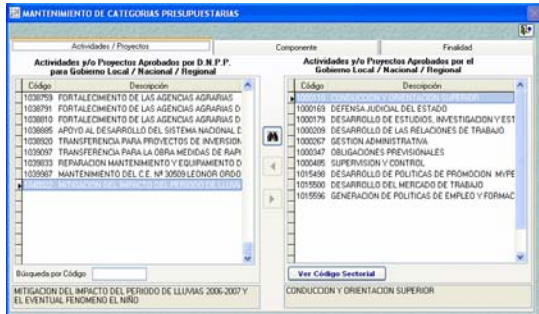 MANTENIMIENTO DE CATEGORIAS PRESUPUESTARIAS
Actividades / Proyectos
Componente
Finalidad
Actividades y/o Proyectos Aprobados por D.N.P.P.
para Gobierno Local / Nacional / Regional
Código Descripción
1038759 FORTALECIMIENTO DE LAS AGENCIAS AGRARIAS
1038791 FORTALECIMIENTO DE LAS AGENCIAS AGRARIAS D
1038810 FORTALECIMIENTO DE LAS AGENCIAS AGRARIAS D
1038885 APOYO AL DESARROLLO DEL SISTEMA NACIONAL D
1038920 TRANSFERENCIA PARA PROYECTOS DE INVERSION
1039097 TRANSFERENCIA PARA LA OBRA MEDIDAS DE RAPI
1039833 REPARACION MANTENIMIENTO Y EQUIPAMIENTO D
1039987 MANTENIMIENTO DEL C.E. Nº 30509 LEONOR ORDO
MITIGACION DEL IMPACTO DEL PERIODO DE LLUVIA
Búsqueda por Código
MITIGACION DEL IMPACTO DEL PERIODO DE LLUVIAS 2006-2007 Y
EL EVENTUAL FENOMENO EL NIÑO
Actividades y/o Proyectos Aprobados por el
Gobierno Local / Nacional / Regional
Código Descripción
1000110 CONDUCCION Y ORIENTACION SUPERIOR
1000169 DEFENSA JUDICIAL DEL ESTADO
1000179 DESARROLLO DE ESTUDIOS, INVESTIGACION Y EST
1000209 DESARROLLO DE LAS RELACIONES DE TRABAJO
1000267 GESTION ADMINISTRATIVA
1000347 OBLIGACIONES PREVISIONALES
1000485 SUPERVISION Y CONTROL
1015498 DESARROLLO DE POLITICAS DE PROMOCION MYPE
1015500 DESARROLLO DEL MERCADO DE TRABAJO
1015596 GENERACION DE POLITICAS DE EMPLEO Y FORMAC
Ver Código Sectorial
CONDUCCION Y ORIENTACION SUPERIOR